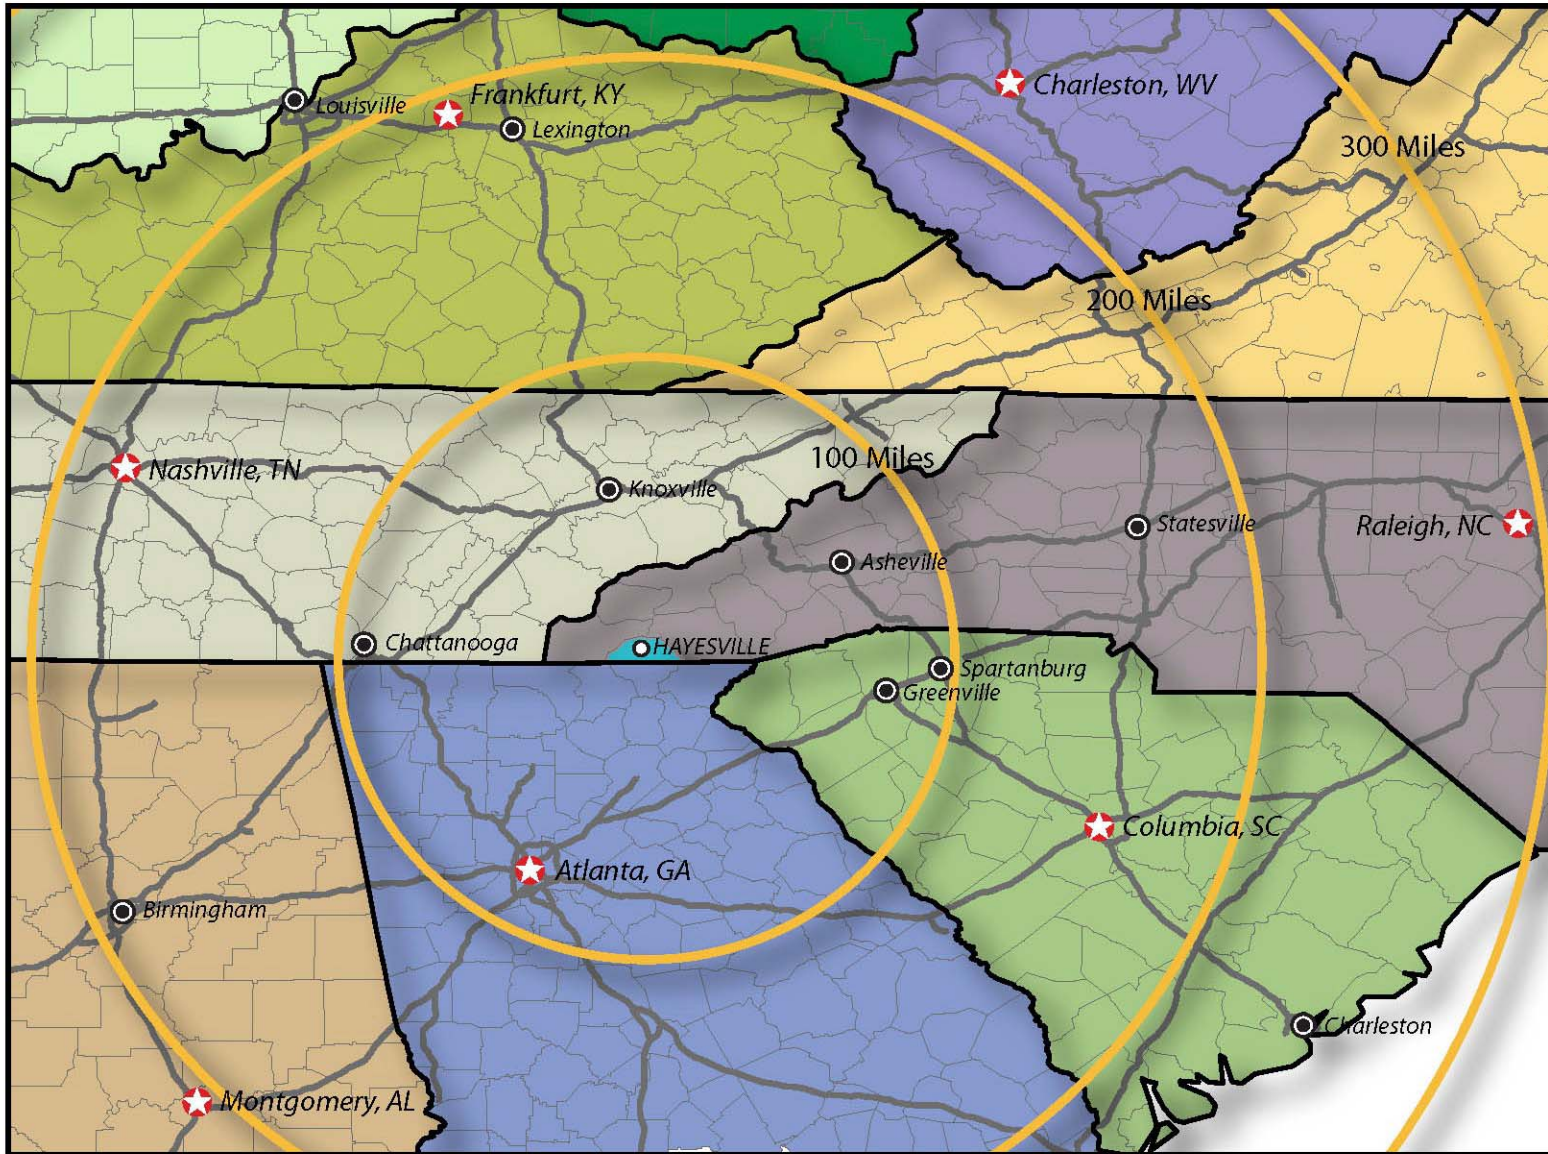 Charleston, WV
Frankfurt, KY
Louisville
Lexington
300 Miles
200 Miles
100 Miles
Nashville, TN
Knoxville
Statesville
Raleigh, NC
Asheville
Chattanooga
HAYESVILLE
Spartanburg
Greenville
Columbia, SC
Atlanta, GA
Birmingham
Charleston
Montgomery, AL